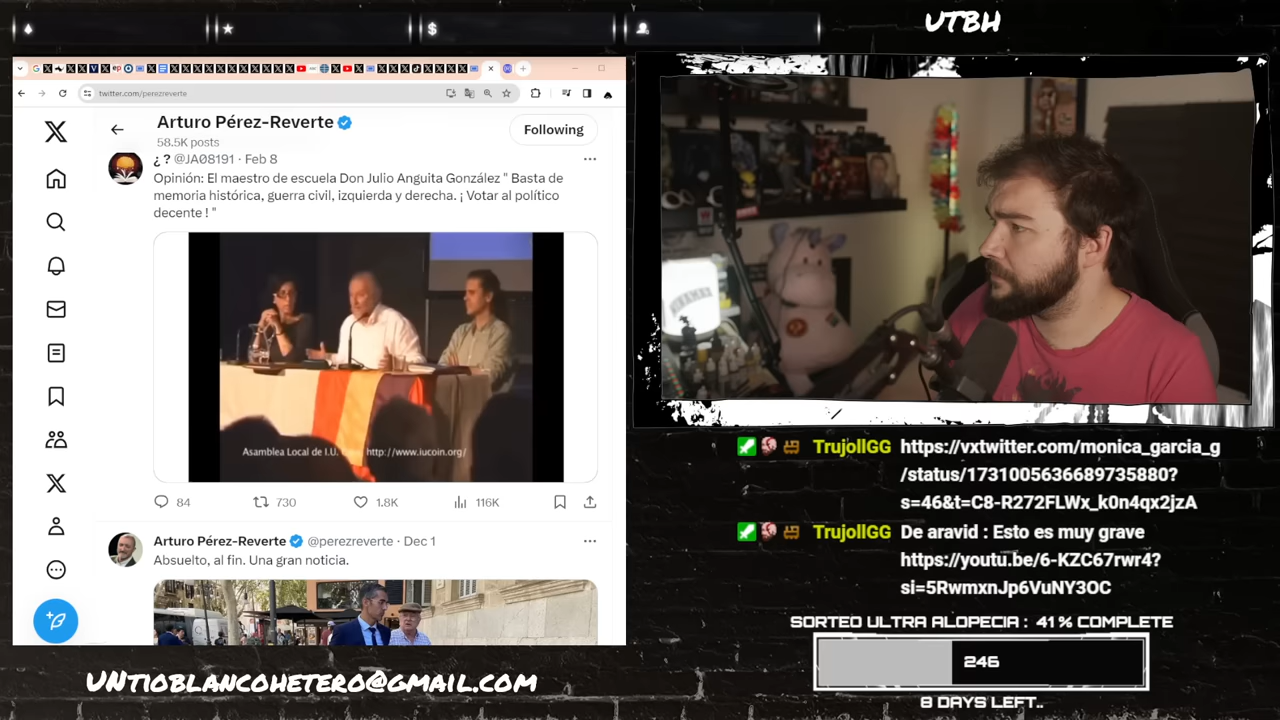 UTBH
twitter.com/perezreverte
Arturo Pérez-Reverte
58.5K posts
Following
¿ ? @JA08191 · Feb 8
Opinión: El maestro de escuela Don Julio Anguita González " Basta de
memoria histórica, guerra civil, izquierda y derecha. ¡ Votar al político
decente ! "
Asamblea Local de I.U. http://www.iucoin.org/
84 730 1.8K 116K
Arturo Pérez-Reverte @perezreverte · Dec 1
Absuelto, al fin. Una gran noticia.
TrujollGG https://vxtwitter.com/monica_garcia_g
/status/1731005636689735880?
s=46&t=C8-R272FLWx_k0n4qx2jzA
TrujollGG De aravid : Esto es muy grave
https://youtu.be/6-KZC67rwr4?
si=5RwmxnJp6VuNY3OC
SORTEO ULTRA ALOPECIA : 41% COMPLETE
246
8 DAYS LEFT..
UNTIOBLANCOHETERO@GMAIL.COM